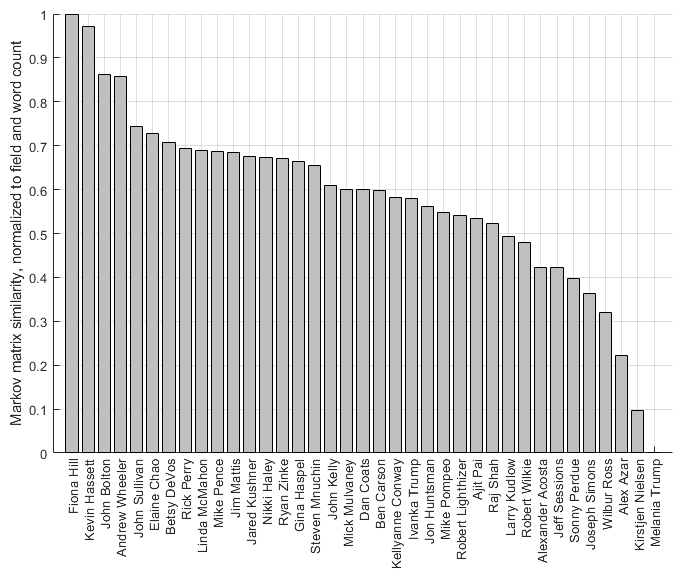 Markov matrix similarity, normalized to field and word count
1
0.9
0.8
0.7
0.6
0.5
0.4
0.3
0.2
0.1
0
Fiona Hill
Kevin Hassett
John Bolton
Andrew Wheeler
John Sullivan
Elaine Chao
Betsy DeVos
Rick Perry
Linda McMahon
Mike Pence
Jim Mattis
Jared Kushner
Nikki Haley
Ryan Zinke
Gina Haspel
Steven Mnuchin
John Kelly
Mick Mulvaney
Dan Coats
Ben Carson
Kellyanne Conway
Ivanka Trump
Jon Huntsman
Mike Pompeo
Robert Lighthizer
Ajit Pai
Raj Shah
Larry Kudlow
Robert Wilkie
Alexander Acosta
Jeff Sessions
Sonny Perdue
Joseph Simons
Wilbur Ross
Alex Azar
Kirstjen Nielsen
Melania Trump